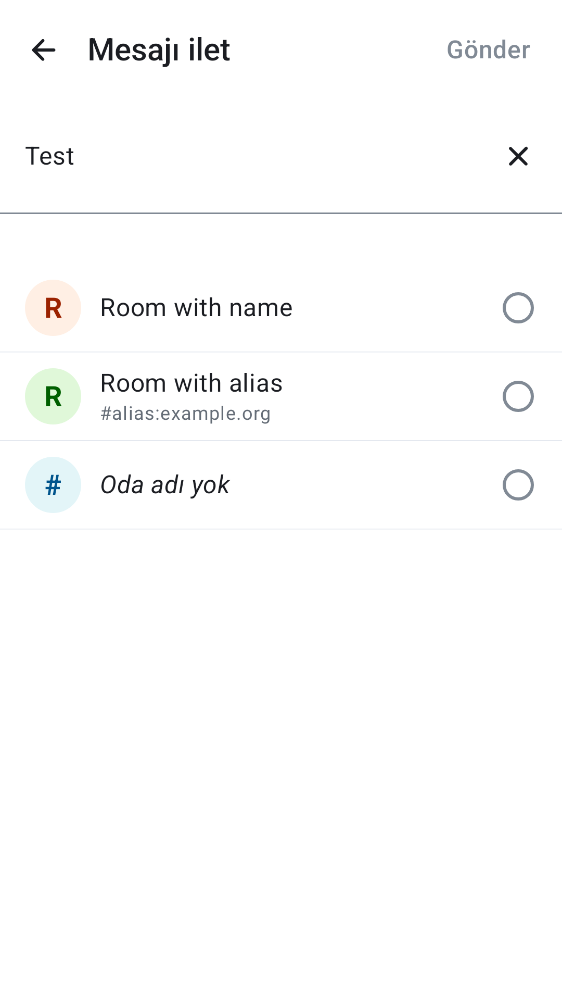 Mesajı ilet
Gönder
Test
R
Room with name
R
Room with alias
#alias:example.org
#
Oda adı yok